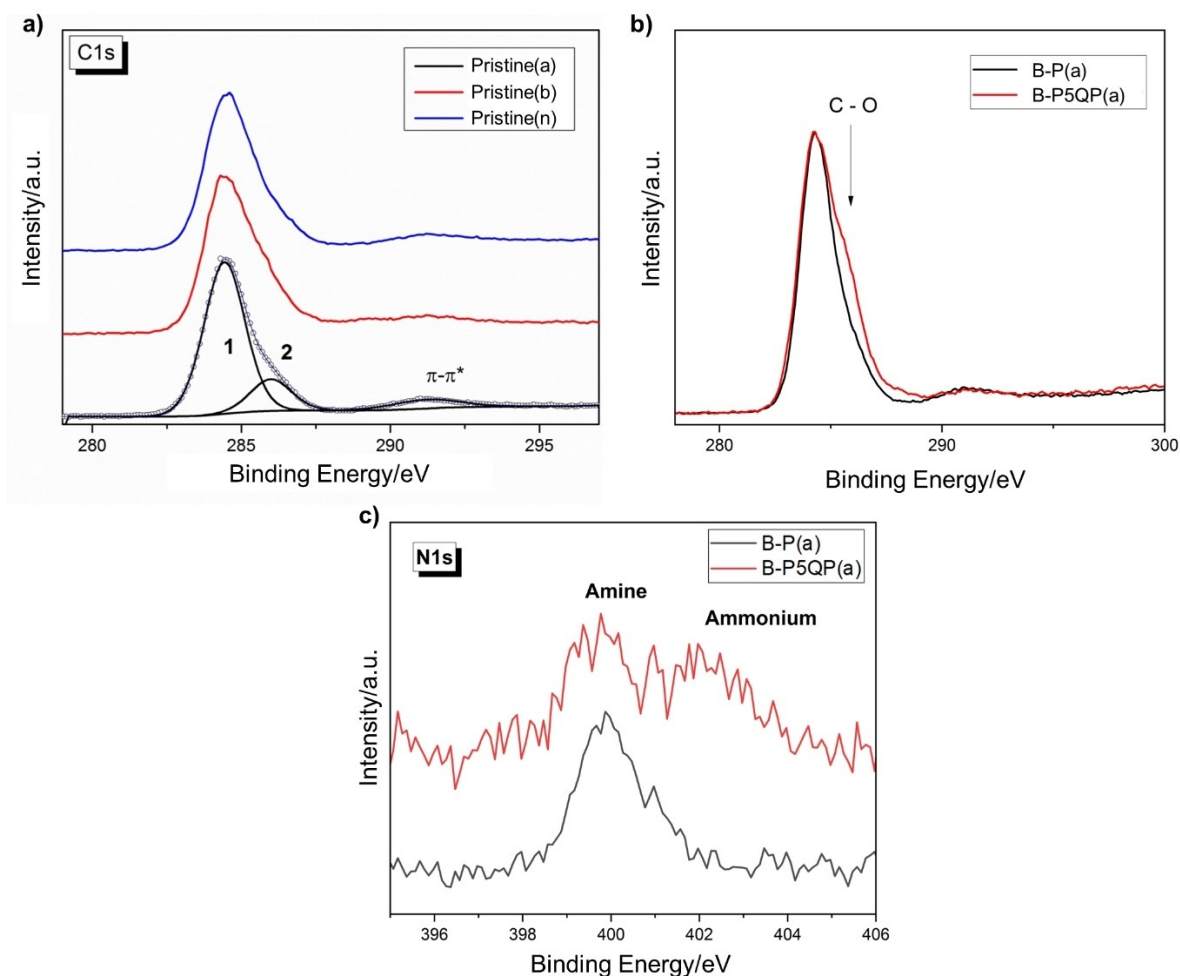 a)
C1s
Pristine(a)
Pristine(b)
Pristine(n)
1
2
π-π*
Intensity/a.u.
280 285 290 295
Binding Energy/eV
b)
B-P(a)
B-P5QP(a)
C - O
Intensity/a.u.
280 290 300
Binding Energy/eV
c)
N1s
B-P(a)
B-P5QP(a)
Amine
Ammonium
Intensity/a.u.
396 398 400 402 404 406
Binding Energy/eV